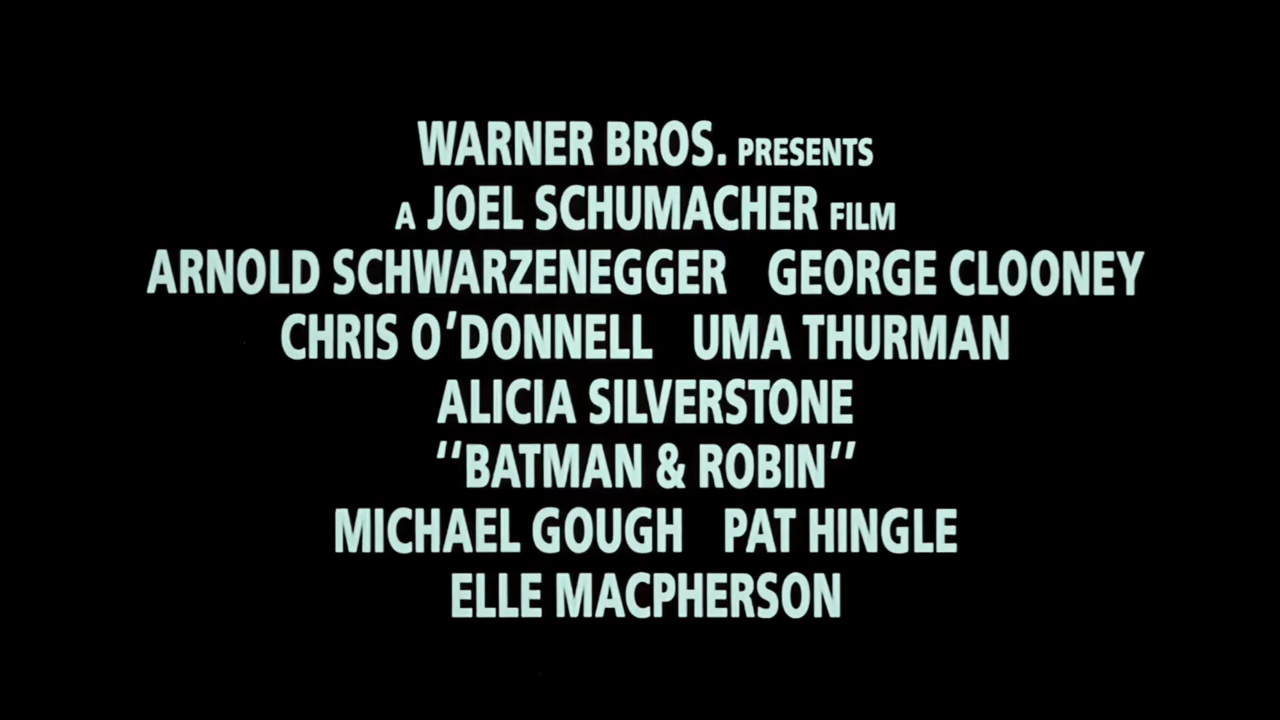 WARNER BROS. PRESENTS
A JOEL SCHUMACHER FILM
ARNOLD SCHWARZENEGGER GEORGE CLOONEY
CHRIS O'DONNELL UMA THURMAN
ALICIA SILVERSTONE
"BATMAN & ROBIN"
MICHAEL GOUGH PAT HINGLE
ELLE MACPHERSON